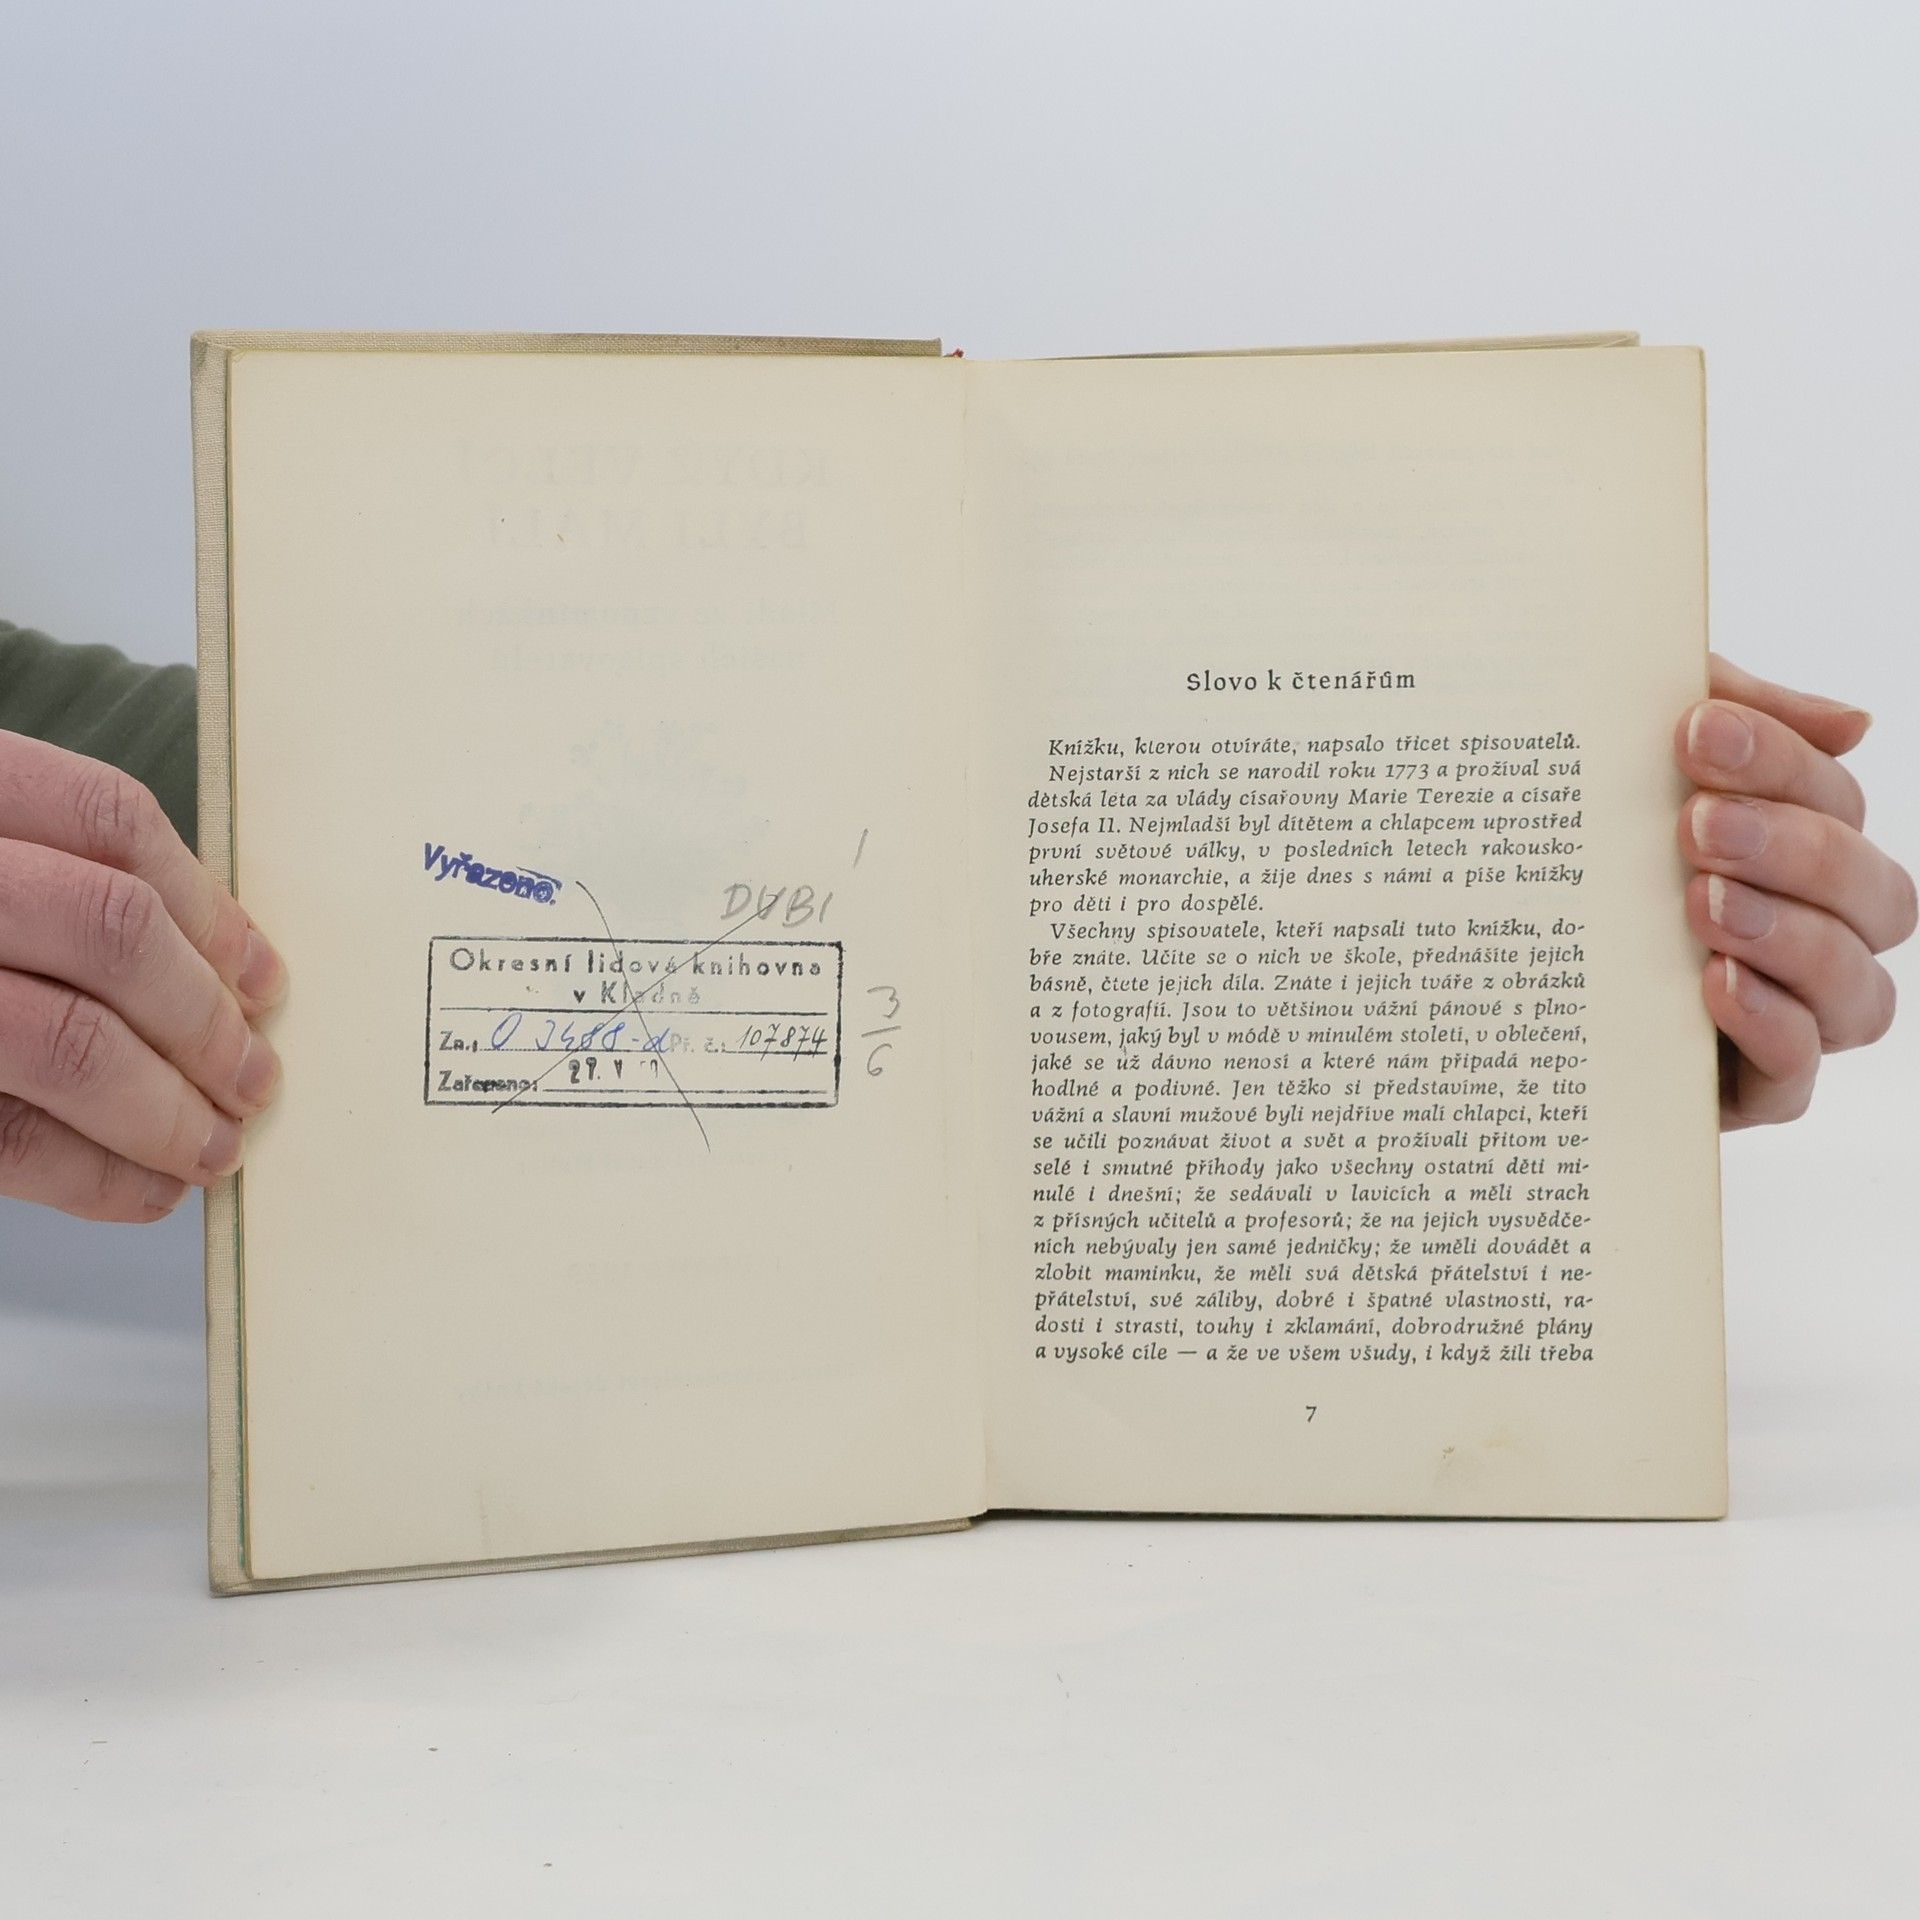 Vyřazeno.
1
DUBI
Okresní lidová knihovna
v Kladně
Zn.: O 3488-d Př. č.: 107874
Zařazeno: 27. V
3
6
Slovo k čtenářům
Knížku, kterou otvíráte, napsalo třicet spisovatelů.
Nejstarší z nich se narodil roku 1773 a prožíval svá
dětská léta za vlády císařovny Marie Terezie a císaře
Josefa II. Nejmladší byl dítětem a chlapcem uprostřed
první světové války, v posledních letech rakousko-
uherské monarchie, a žije dnes s námi a píše knížky
pro děti i pro dospělé.
Všechny spisovatele, kteří napsali tuto knížku, do-
bře znáte. Učíte se o nich ve škole, přednášíte jejich
básně, čtete jejich díla. Znáte i jejich tváře z obrázků
a z fotografií. Jsou to většinou vážní pánové s plno-
vousem, jaký byl v módě v minulém století, v oblečení,
jaké se už dávno nenosí a které nám připadá nepo-
hodlné a podivné. Jen těžko si představíme, že tito
vážní a slavní mužové byli nejdříve malí chlapci, kteří
se učili poznávat život a svět a prožívali přitom ve-
selé i smutné příhody jako všechny ostatní děti mi-
nulé i dnešní; že sedávali v lavicích a měli strach
z přísných učitelů a profesorů; že na jejich vysvědče-
ních nebývaly jen samé jedničky; že uměli dovádět a
zlobit maminku, že měli svá dětská přátelství i ne-
přátelství, své záliby, dobré i špatné vlastnosti, ra-
dosti i strasti, touhy i zklamání, dobrodružné plány
a vysoké cíle — a že ve všem všudy, i když žili třeba
7